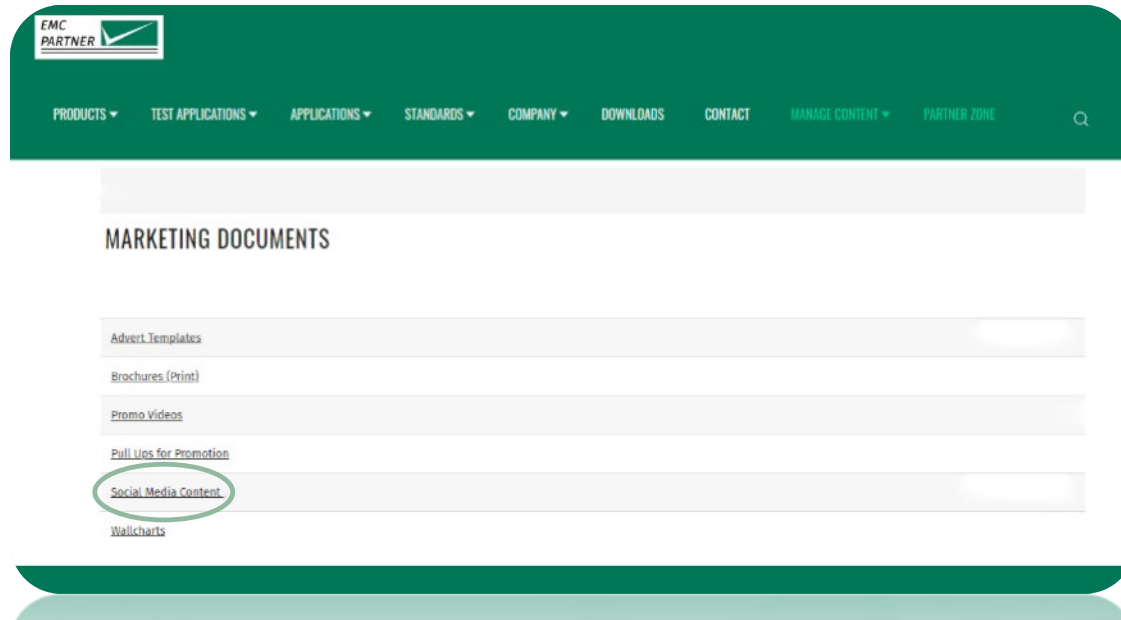 EMC
PARTNER
PRODUCTS TEST APPLICATIONS APPLICATIONS STANDARDS COMPANY DOWNLOADS CONTACT MANAGE CONTENT PARTNER ZONE
MARKETING DOCUMENTS
Advert Templates
Brochures (Print)
Promo Videos
Pull Ups for Promotion
Social Media Content
Wallcharts